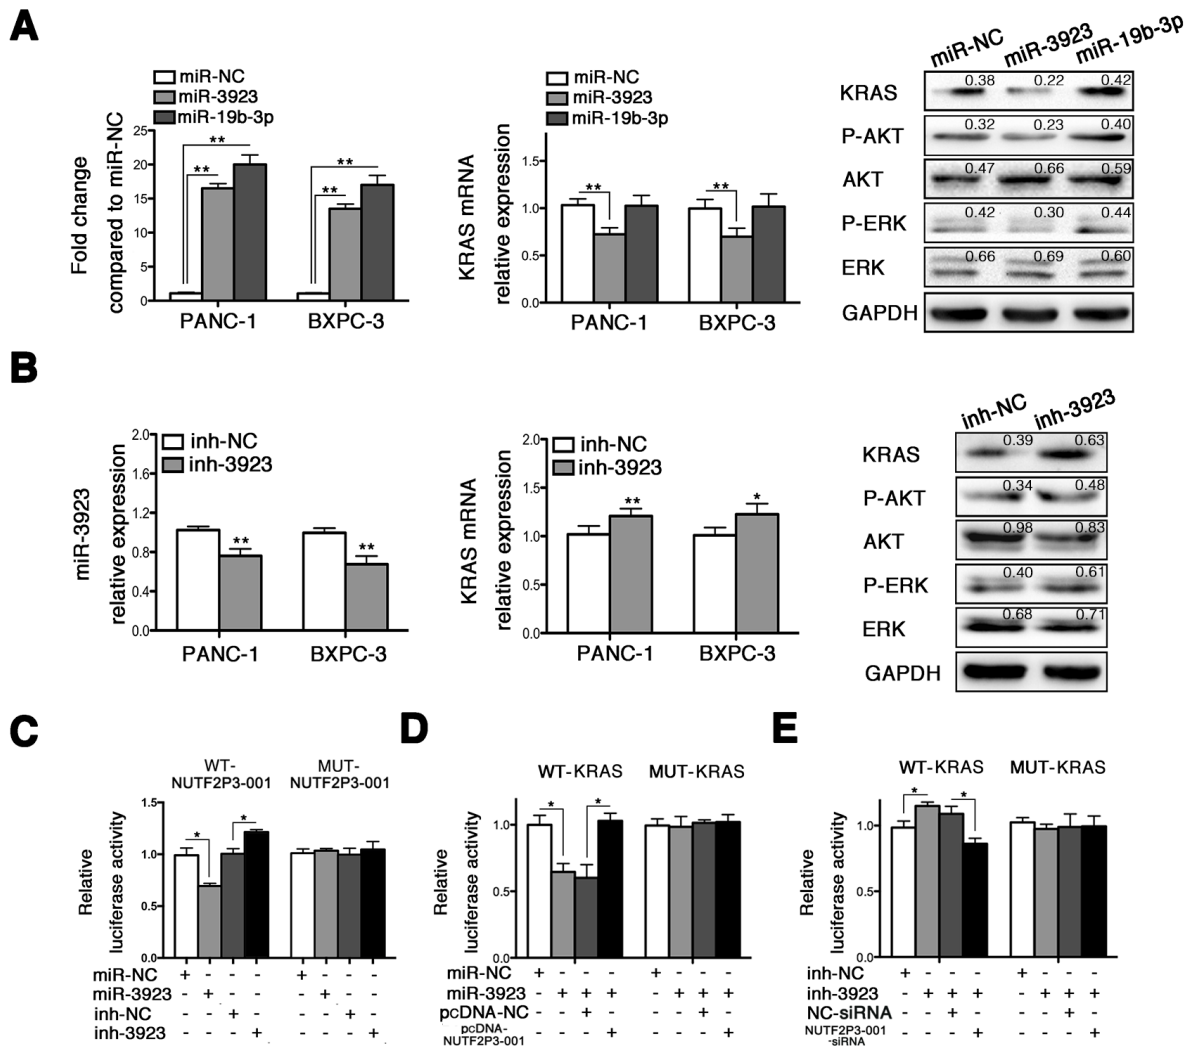 A
miR-NC
miR-3923
miR-19b-3p
Fold change
compared to miR-NC
25
20
15
10
5
0
**
**
**
**
PANC-1
BXPC-3
miR-NC
miR-3923
miR-19b-3p
KRAS mRNA
relative expression
1.5
1.0
0.5
0.0
**
**
PANC-1
BXPC-3
miR-NC
miR-3923
miR-19b-3p
KRAS
0.38
0.22
0.42
P-AKT
0.32
0.23
0.40
AKT
0.47
0.66
0.59
P-ERK
0.42
0.30
0.44
ERK
0.66
0.69
0.60
GAPDH
B
inh-NC
inh-3923
miR-3923
relative expression
2.0
1.6
1.2
0.8
0.4
0.0
**
**
PANC-1
BXPC-3
inh-NC
inh-3923
KRAS mRNA
relative expression
2.0
1.5
1.0
0.5
0.0
**
*
PANC-1
BXPC-3
inh-NC
inh-3923
KRAS
0.39
0.63
P-AKT
0.34
0.48
AKT
0.98
0.83
P-ERK
0.40
0.61
ERK
0.68
0.71
GAPDH
C
WT-
NUTF2P3-001
MUT-
NUTF2P3-001
Relative
luciferase activity
1.5
1.0
0.5
0.0
*
*
miR-NC + - - - + - - -
miR-3923 - + - - - + - -
inh-NC - - + - - - + -
inh-3923 - - - + - - - +
D
WT-KRAS
MUT-KRAS
Relative
luciferase activity
1.0
0.5
0.0
*
*
miR-NC + - - - + - - -
miR-3923 - + + + - + + +
pcDNA-NC - - + - - - + -
pcDNA-
NUTF2P3-001 - - - + - - - +
E
WT-KRAS
MUT-KRAS
Relative
luciferase activity
1.0
0.5
0.0
*
*
inh-NC + - - - + - - -
inh-3923 - + + + - + + +
NC-siRNA - - + - - - + -
NUTF2P3-001
-siRNA - - - + - - - +